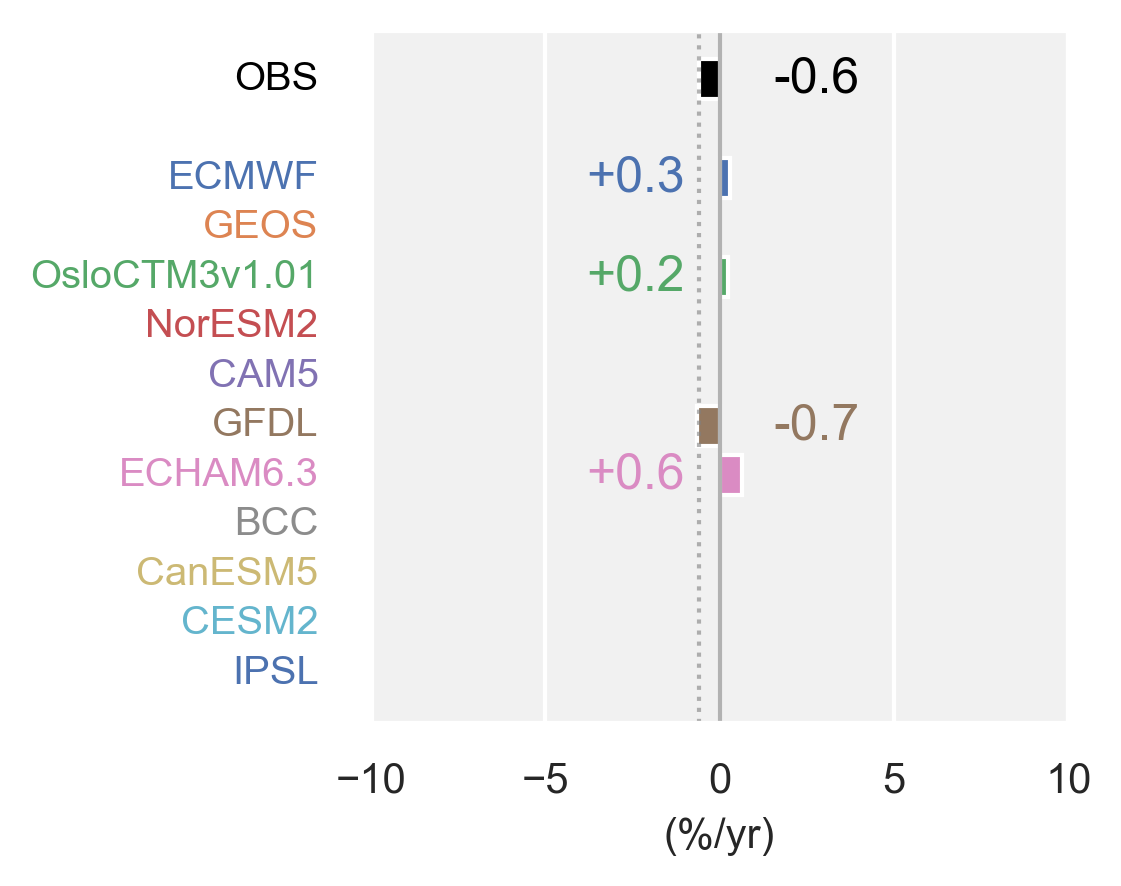 OBS -0.6
ECMWF +0.3
GEOS
OsloCTM3v1.01 +0.2
NorESM2
CAM5
GFDL -0.7
ECHAM6.3 +0.6
BCC
CanESM5
CESM2
IPSL
−10 −5 0 5 10
(%/yr)